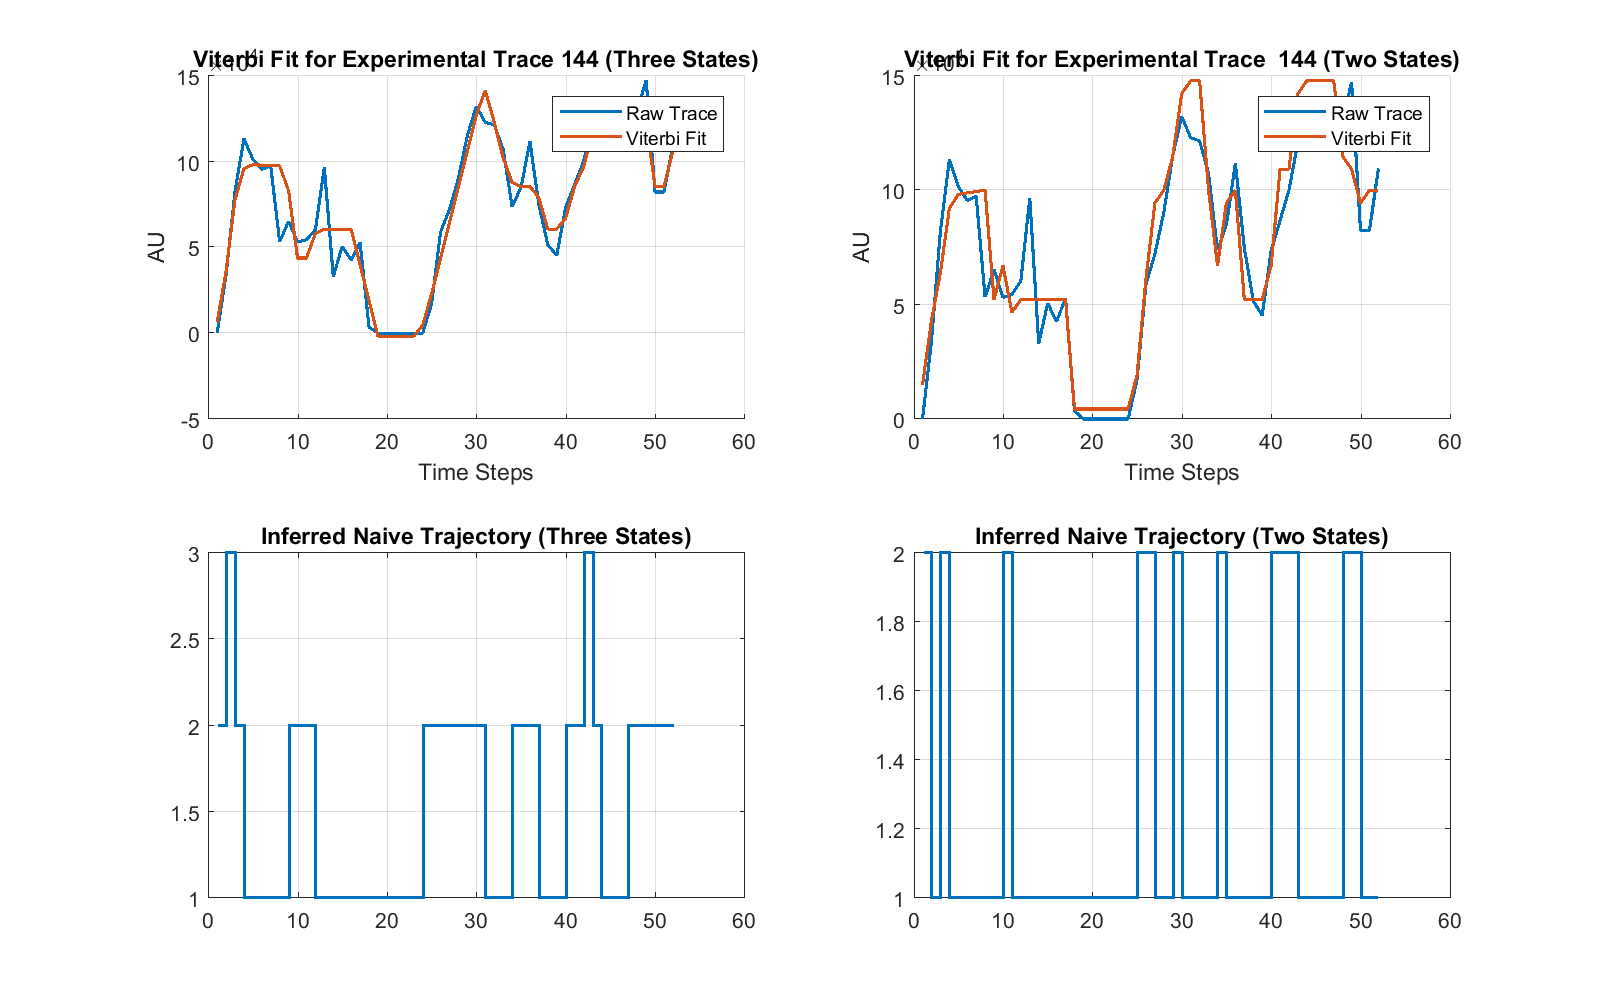 Viterbi Fit for Experimental Trace 144 (Three States)
Viterbi Fit for Experimental Trace  144 (Two States)
15
10
5
0
-5
AU
Raw Trace
Viterbi Fit
0 10 20 30 40 50 60
Time Steps
15
10
5
0
AU
Raw Trace
Viterbi Fit
0 10 20 30 40 50 60
Time Steps
Inferred Naive Trajectory (Three States)
3
2.5
2
1.5
1
0 10 20 30 40 50 60
Inferred Naive Trajectory (Two States)
2
1.8
1.6
1.4
1.2
1
0 10 20 30 40 50 60